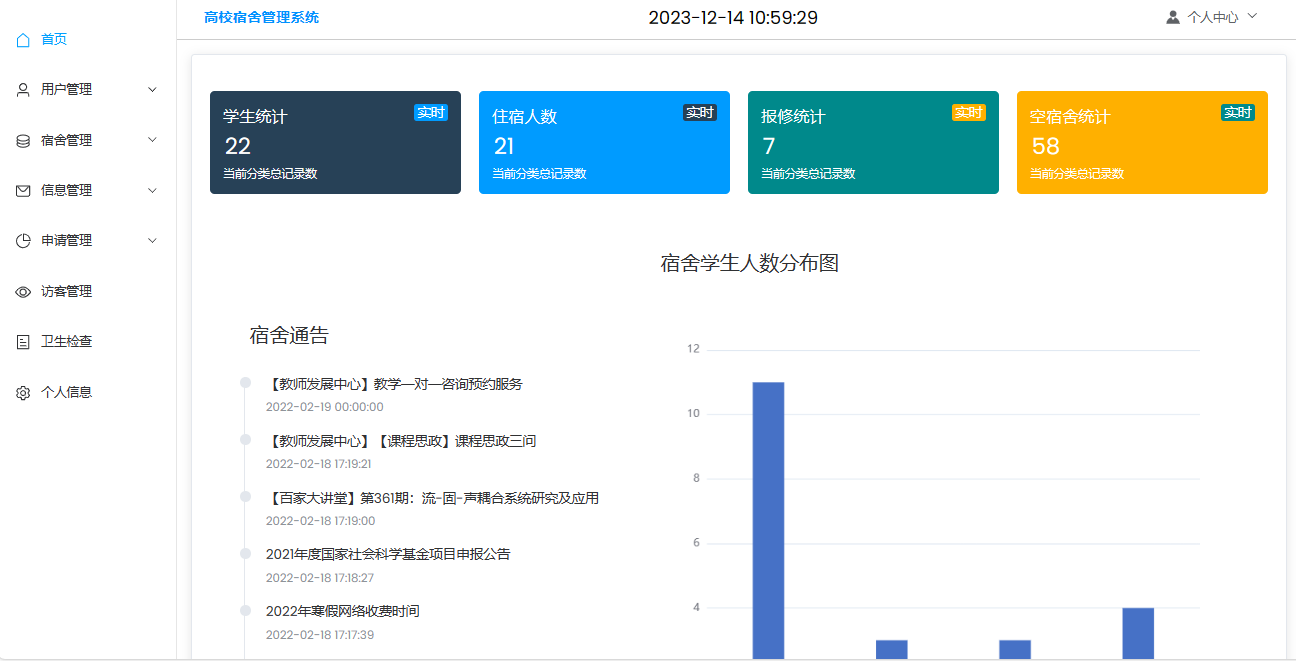 高校宿舍管理系统
2023-12-14 10:59:29
个人中心
首页
用户管理
宿舍管理
信息管理
申请管理
访客管理
卫生检查
个人信息
学生统计
实时
22
当前分类总记录数
住宿人数
实时
21
当前分类总记录数
报修统计
实时
7
当前分类总记录数
空宿舍统计
实时
58
当前分类总记录数
宿舍学生人数分布图
宿舍通告
【教师发展中心】教学一对一咨询预约服务
2022-02-19 00:00:00
【教师发展中心】【课程思政】课程思政三问
2022-02-18 17:19:21
【百家大讲堂】第361期：流-固-声耦合系统研究及应用
2022-02-18 17:19:00
2021年度国家社会科学基金项目申报公告
2022-02-18 17:18:27
2022年寒假网络收费时间
2022-02-18 17:17:39
12
10
8
6
4